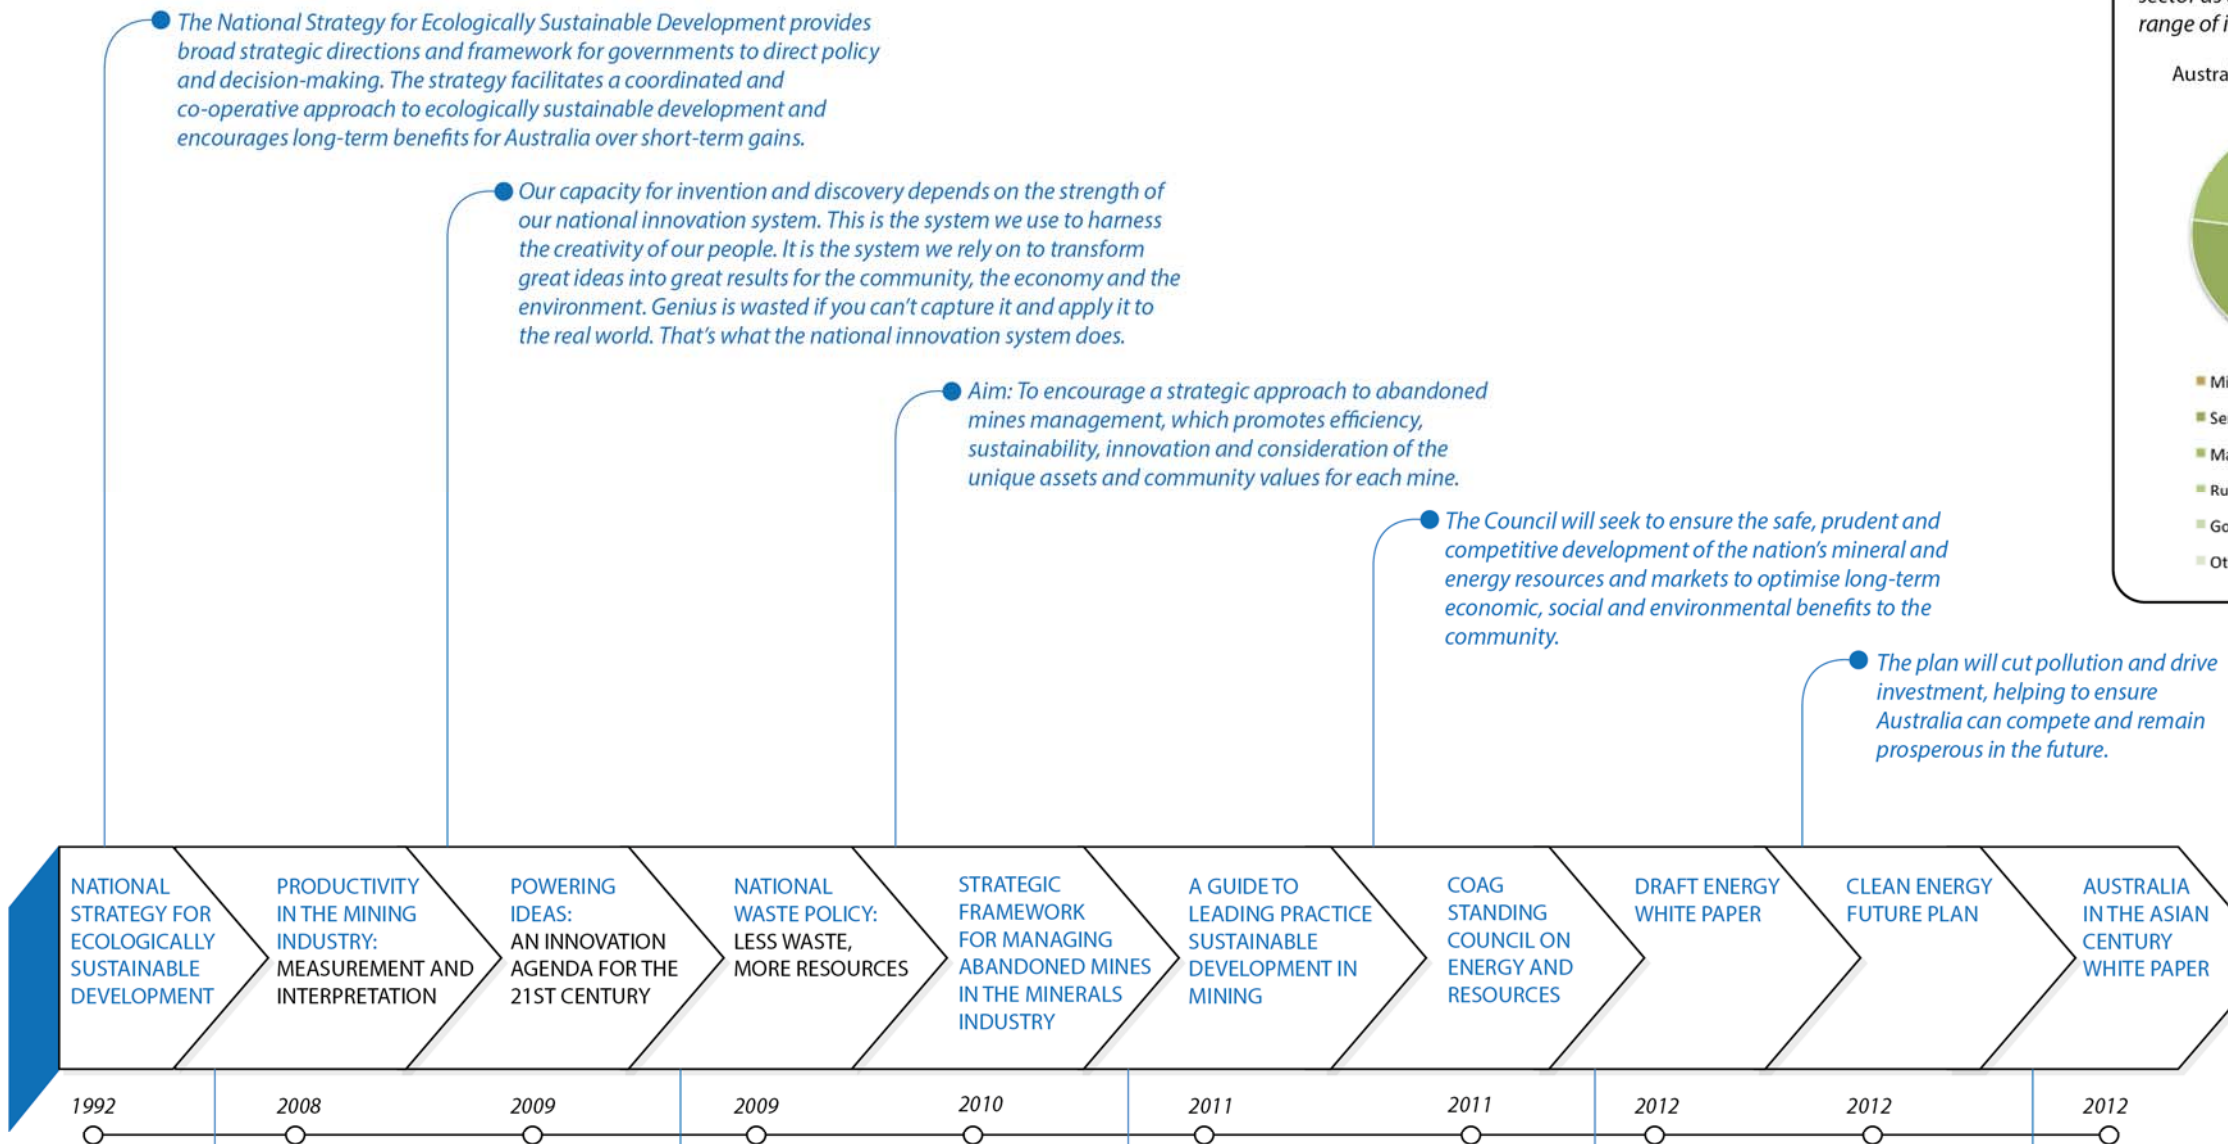 The National Strategy for Ecologically Sustainable Development provides
broad strategic directions and framework for governments to direct policy
and decision-making. The strategy facilitates a coordinated and
co-operative approach to ecologically sustainable development and
encourages long-term benefits for Australia over short-term gains.
Our capacity for invention and discovery depends on the strength of
our national innovation system. This is the system we use to harness
the creativity of our people. It is the system we rely on to transform
great ideas into great results for the community, the economy and the
environment. Genius is wasted if you can't capture it and apply it to
the real world. That's what the national innovation system does.
Aim: To encourage a strategic approach to abandoned
mines management, which promotes efficiency,
sustainability, innovation and consideration of the
unique assets and community values for each mine.
The Council will seek to ensure the safe, prudent and
competitive development of the nation's mineral and
energy resources and markets to optimise long-term
economic, social and environmental benefits to the
community.
The plan will cut pollution and drive
investment, helping to ensure
Australia can compete and remain
prosperous in the future.
range of i
Austra
Mi
Se
Ma
Ru
Go
Ot
NATIONAL
STRATEGY FOR
ECOLOGICALLY
SUSTAINABLE
DEVELOPMENT
PRODUCTIVITY
IN THE MINING
INDUSTRY:
MEASUREMENT AND
INTERPRETATION
POWERING
IDEAS:
AN INNOVATION
AGENDA FOR THE
21ST CENTURY
NATIONAL
WASTE POLICY:
LESS WASTE,
MORE RESOURCES
STRATEGIC
FRAMEWORK
FOR MANAGING
ABANDONED MINES
IN THE MINERALS
INDUSTRY
A GUIDE TO
LEADING PRACTICE
SUSTAINABLE
DEVELOPMENT IN
MINING
COAG
STANDING
COUNCIL ON
ENERGY AND
RESOURCES
DRAFT ENERGY
WHITE PAPER
CLEAN ENERGY
FUTURE PLAN
AUSTRALIA
IN THE ASIAN
CENTURY
WHITE PAPER
1992
2008
2009
2009
2010
2011
2011
2012
2012
2012